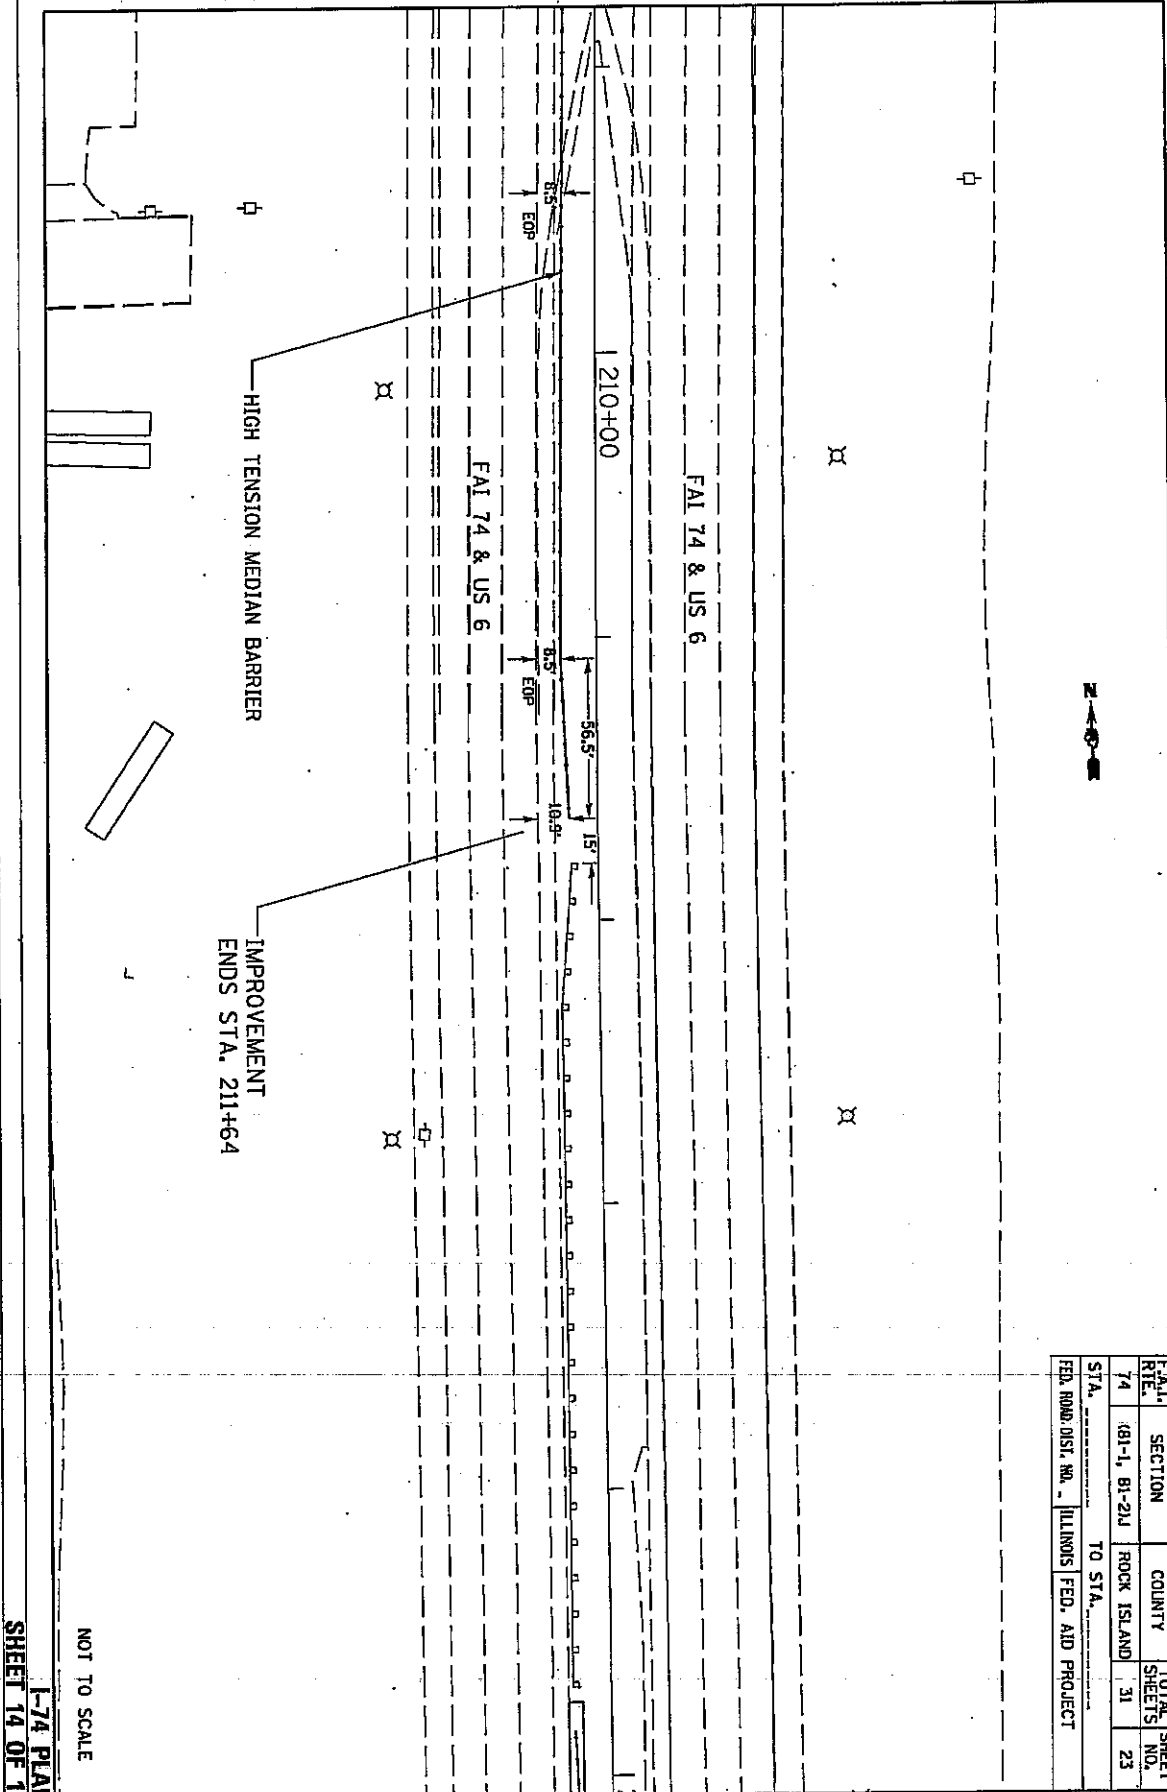 F.A.I. RTE. SECTION COUNTY TOTAL SHEETS SHEET NO.
74 (81-1, 81-2)J ROCK ISLAND 31 23
STA. TO STA.
FED. ROAD DIST. NO. ILLINOIS FED. AID PROJECT
N
8.5'
EOP
210+00
FAI 74 & US 6
FAI 74 & US 6
HIGH TENSION MEDIAN BARRIER
8.5'
EOP
56.5'
10.9'
15'
IMPROVEMENT
ENDS STA. 211+64
NOT TO SCALE
I-74
SHEET 14 OF